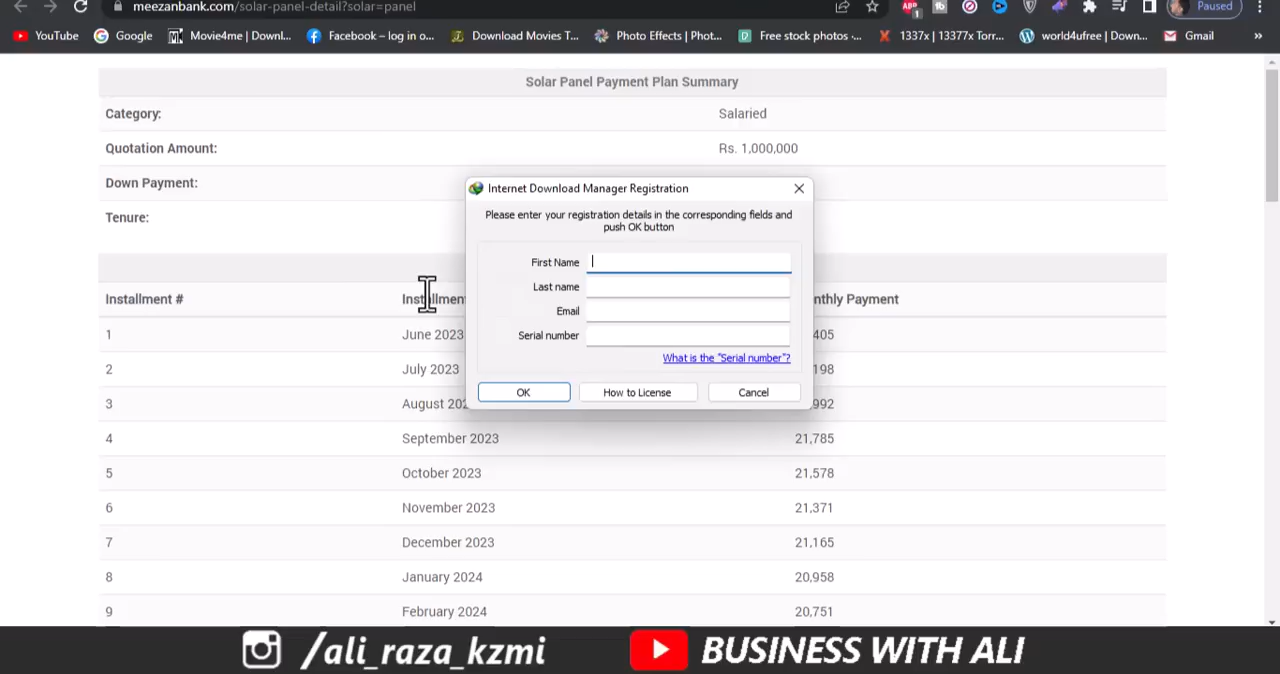 meezanbank.com/solar-panel-detail?solar=panel
Paused
YouTube
Google
Movie4me | Downl...
Facebook – log in o...
Download Movies T...
Photo Effects | Phot...
Free stock photos -...
1337x | 13377x Torr...
world4ufree | Down...
Gmail
»
Solar Panel Payment Plan Summary
Category: Salaried
Quotation Amount: Rs. 1,000,000
Down Payment:
Tenure:
Internet Download Manager Registration
Please enter your registration details in the corresponding fields and
push OK button
First Name
Last name
Email
Serial number
What is the "Serial number"?
OK How to License Cancel
Installment # Installmen nthly Payment
1 June 2023 405
2 July 2023 198
3 August 202 992
4 September 2023 21,785
5 October 2023 21,578
6 November 2023 21,371
7 December 2023 21,165
8 January 2024 20,958
9 February 2024 20,751
/ali_raza_kzmi BUSINESS WITH ALI